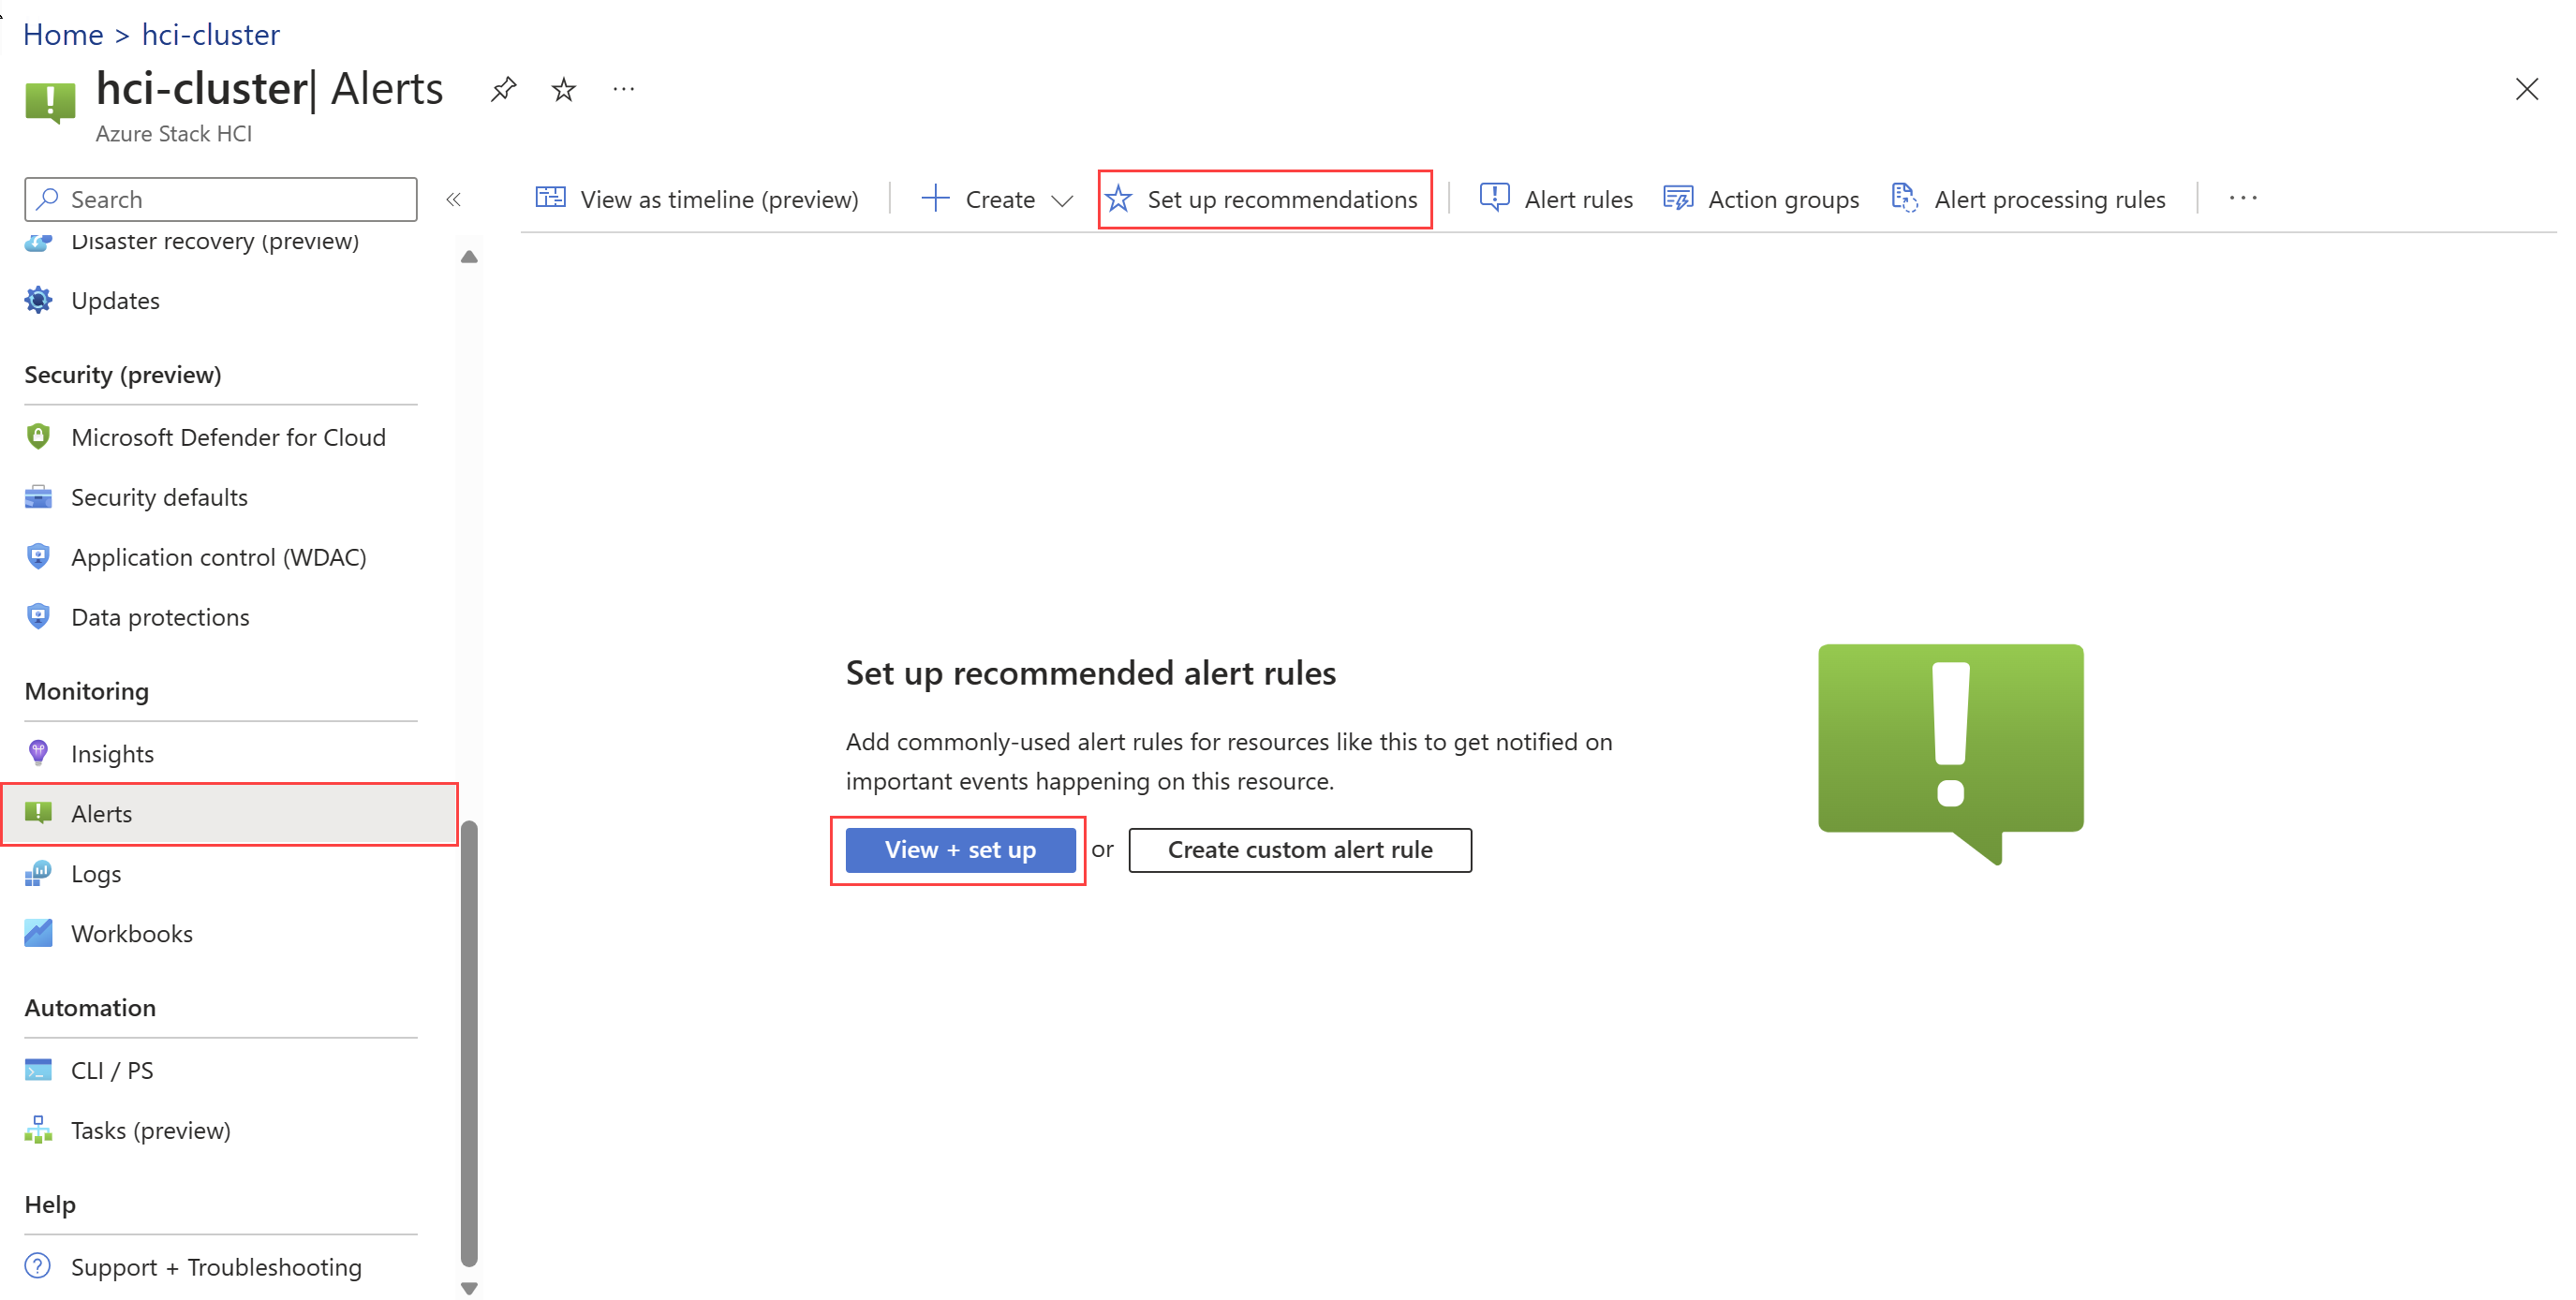 Home > hci-cluster
hci-cluster| Alerts
Azure Stack HCI
Search
View as timeline (preview)
Create
Set up recommendations
Alert rules
Action groups
Alert processing rules
Disaster recovery (preview)
Updates
Security (preview)
Microsoft Defender for Cloud
Security defaults
Application control (WDAC)
Data protections
Monitoring
Insights
Alerts
Logs
Workbooks
Automation
CLI / PS
Tasks (preview)
Help
Support + Troubleshooting
Set up recommended alert rules
Add commonly-used alert rules for resources like this to get notified on
important events happening on this resource.
View + set up or Create custom alert rule